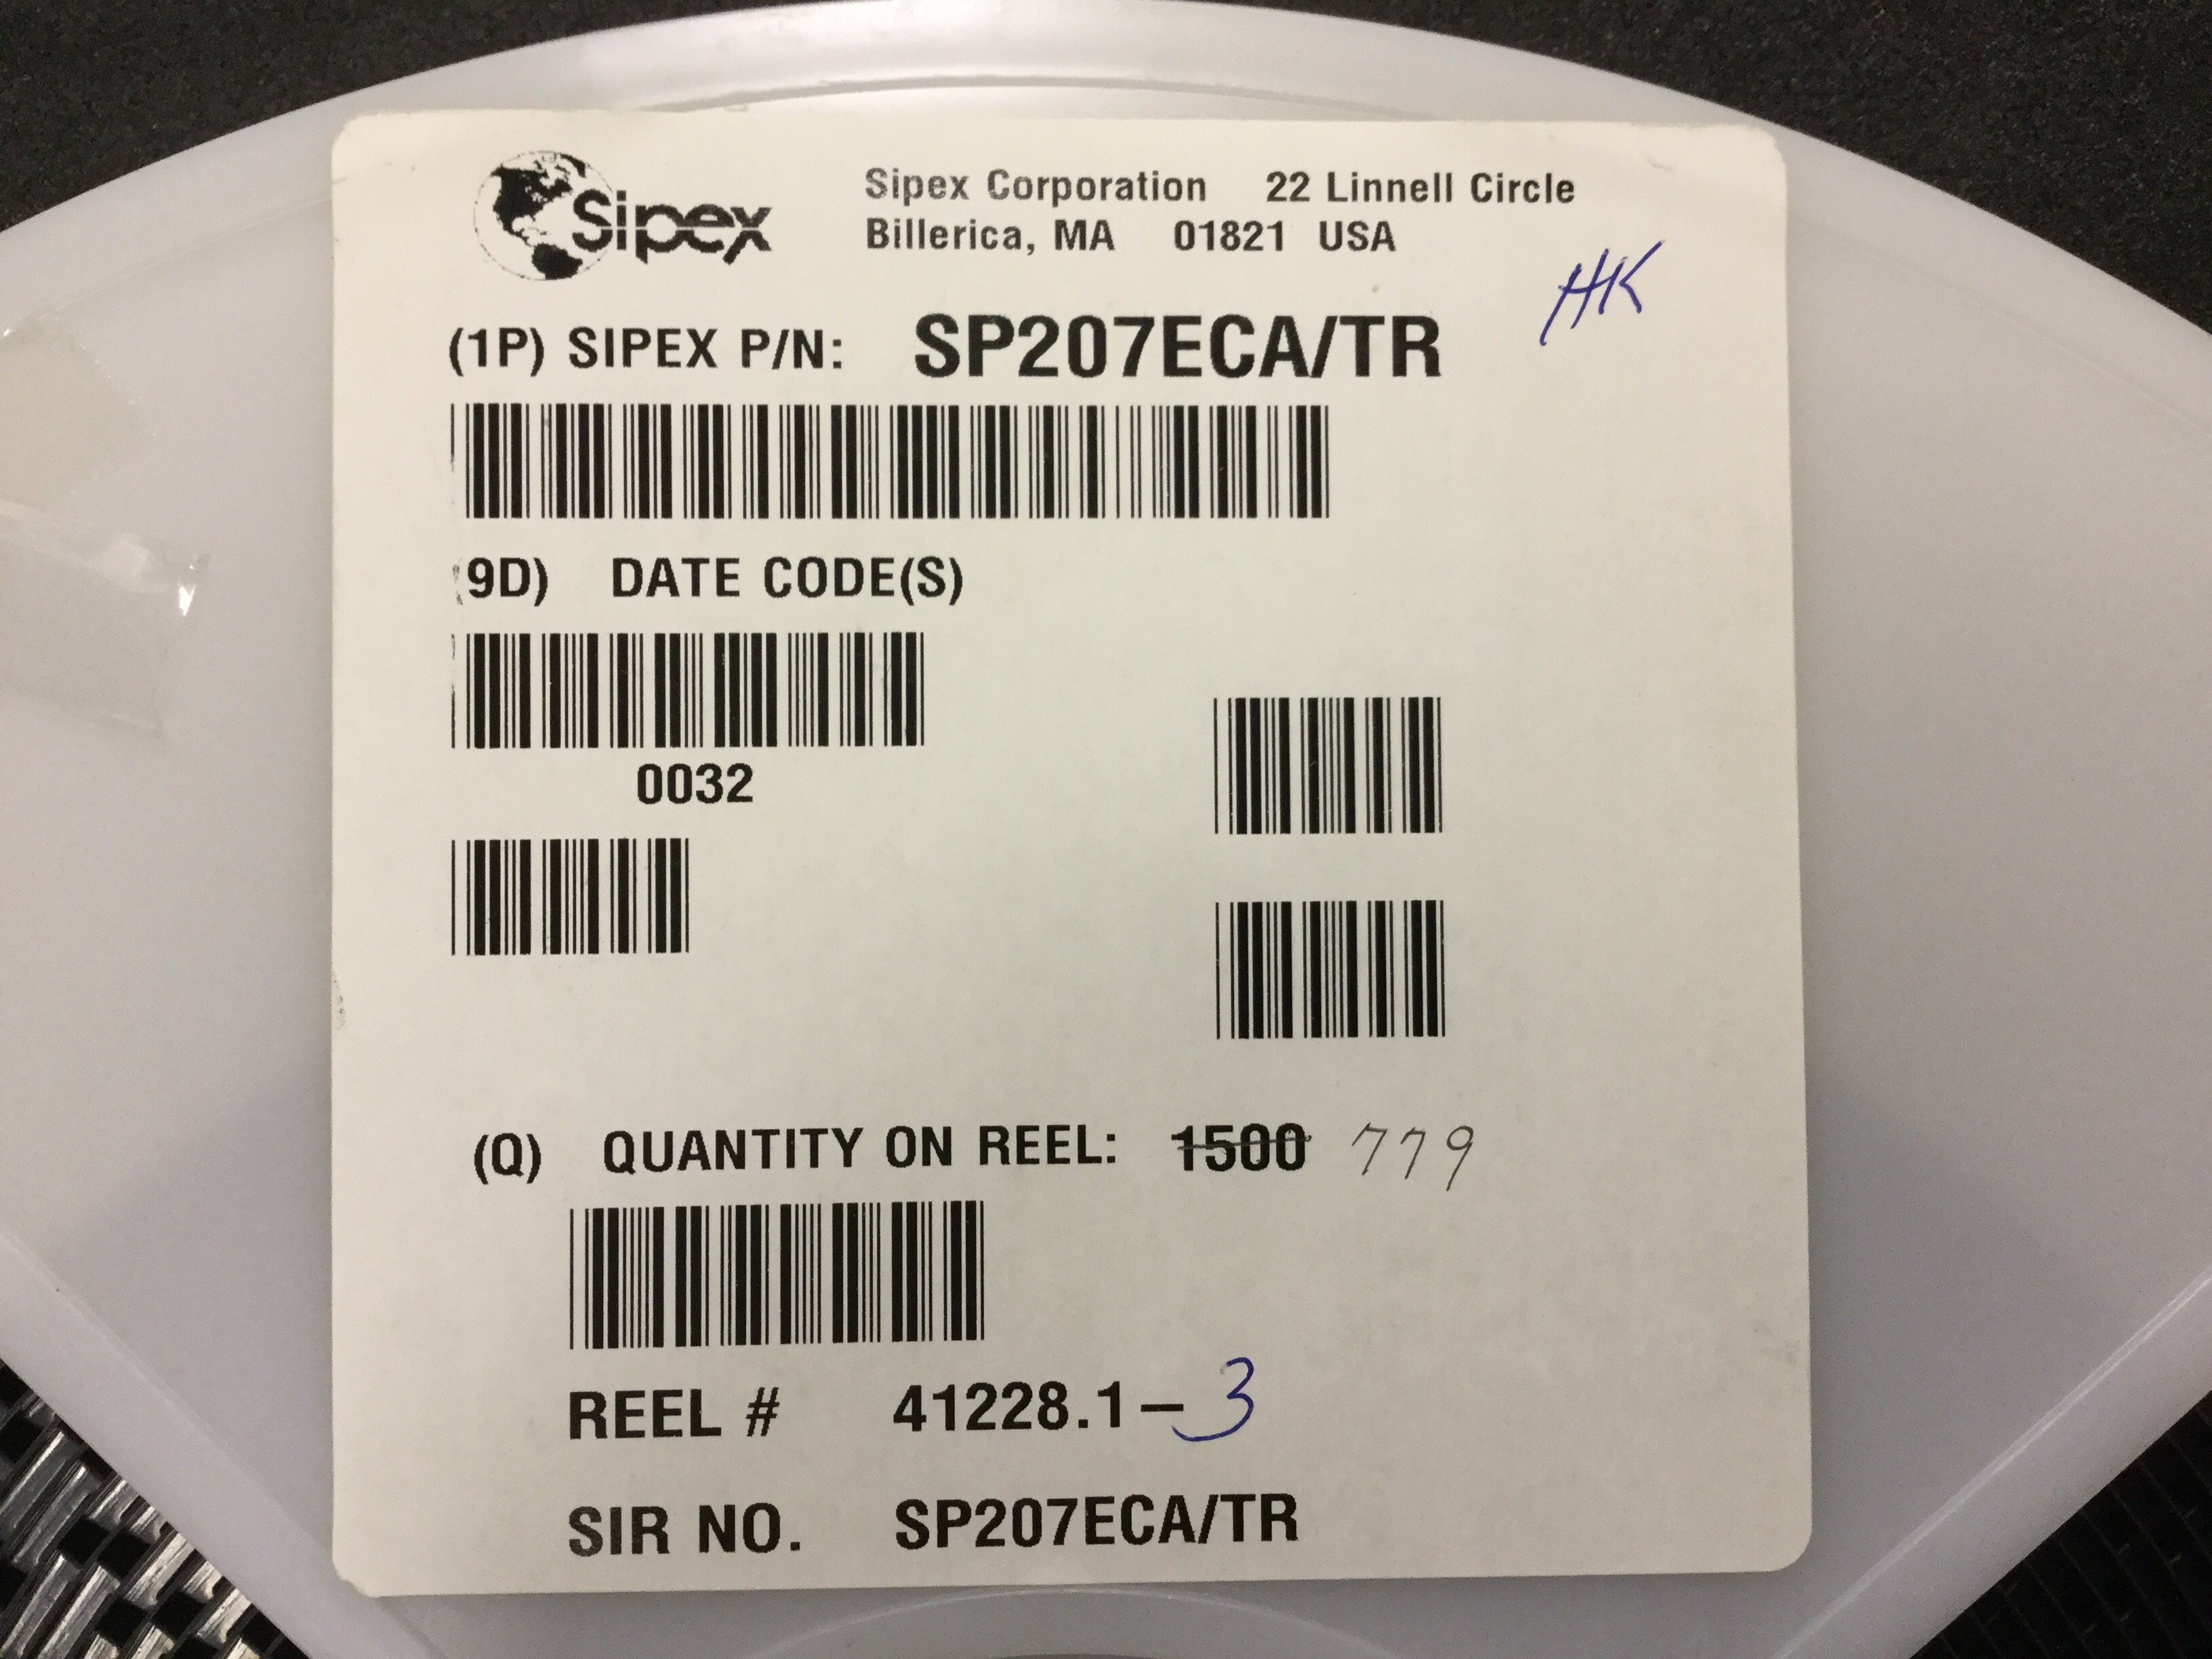 Sipex
Sipex Corporation 22 Linnell Circle
Billerica, MA 01821 USA
HK
(1P) SIPEX P/N: SP207ECA/TR
(9D) DATE CODE(S)
0032
(Q) QUANTITY ON REEL: 1500 779
REEL # 41228.1-3
SIR NO. SP207ECA/TR